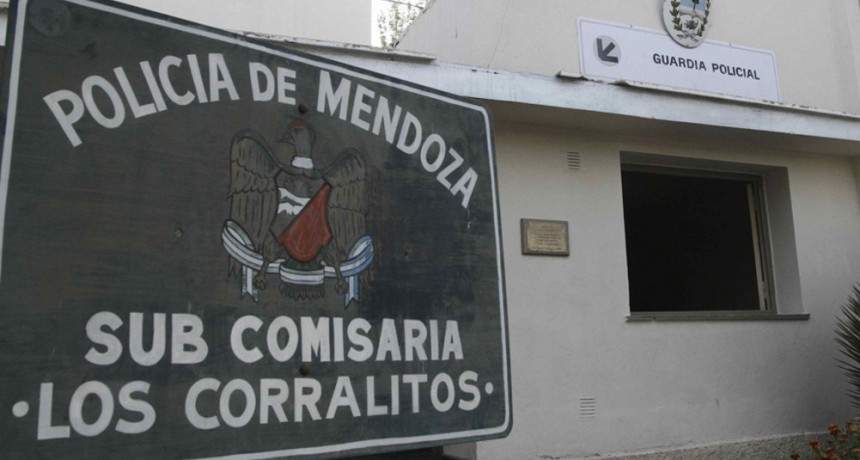 POLICIA DE MENDOZA
SUB COMISARIA
·LOS CORRALITOS·
GUARDIA POLICIAL